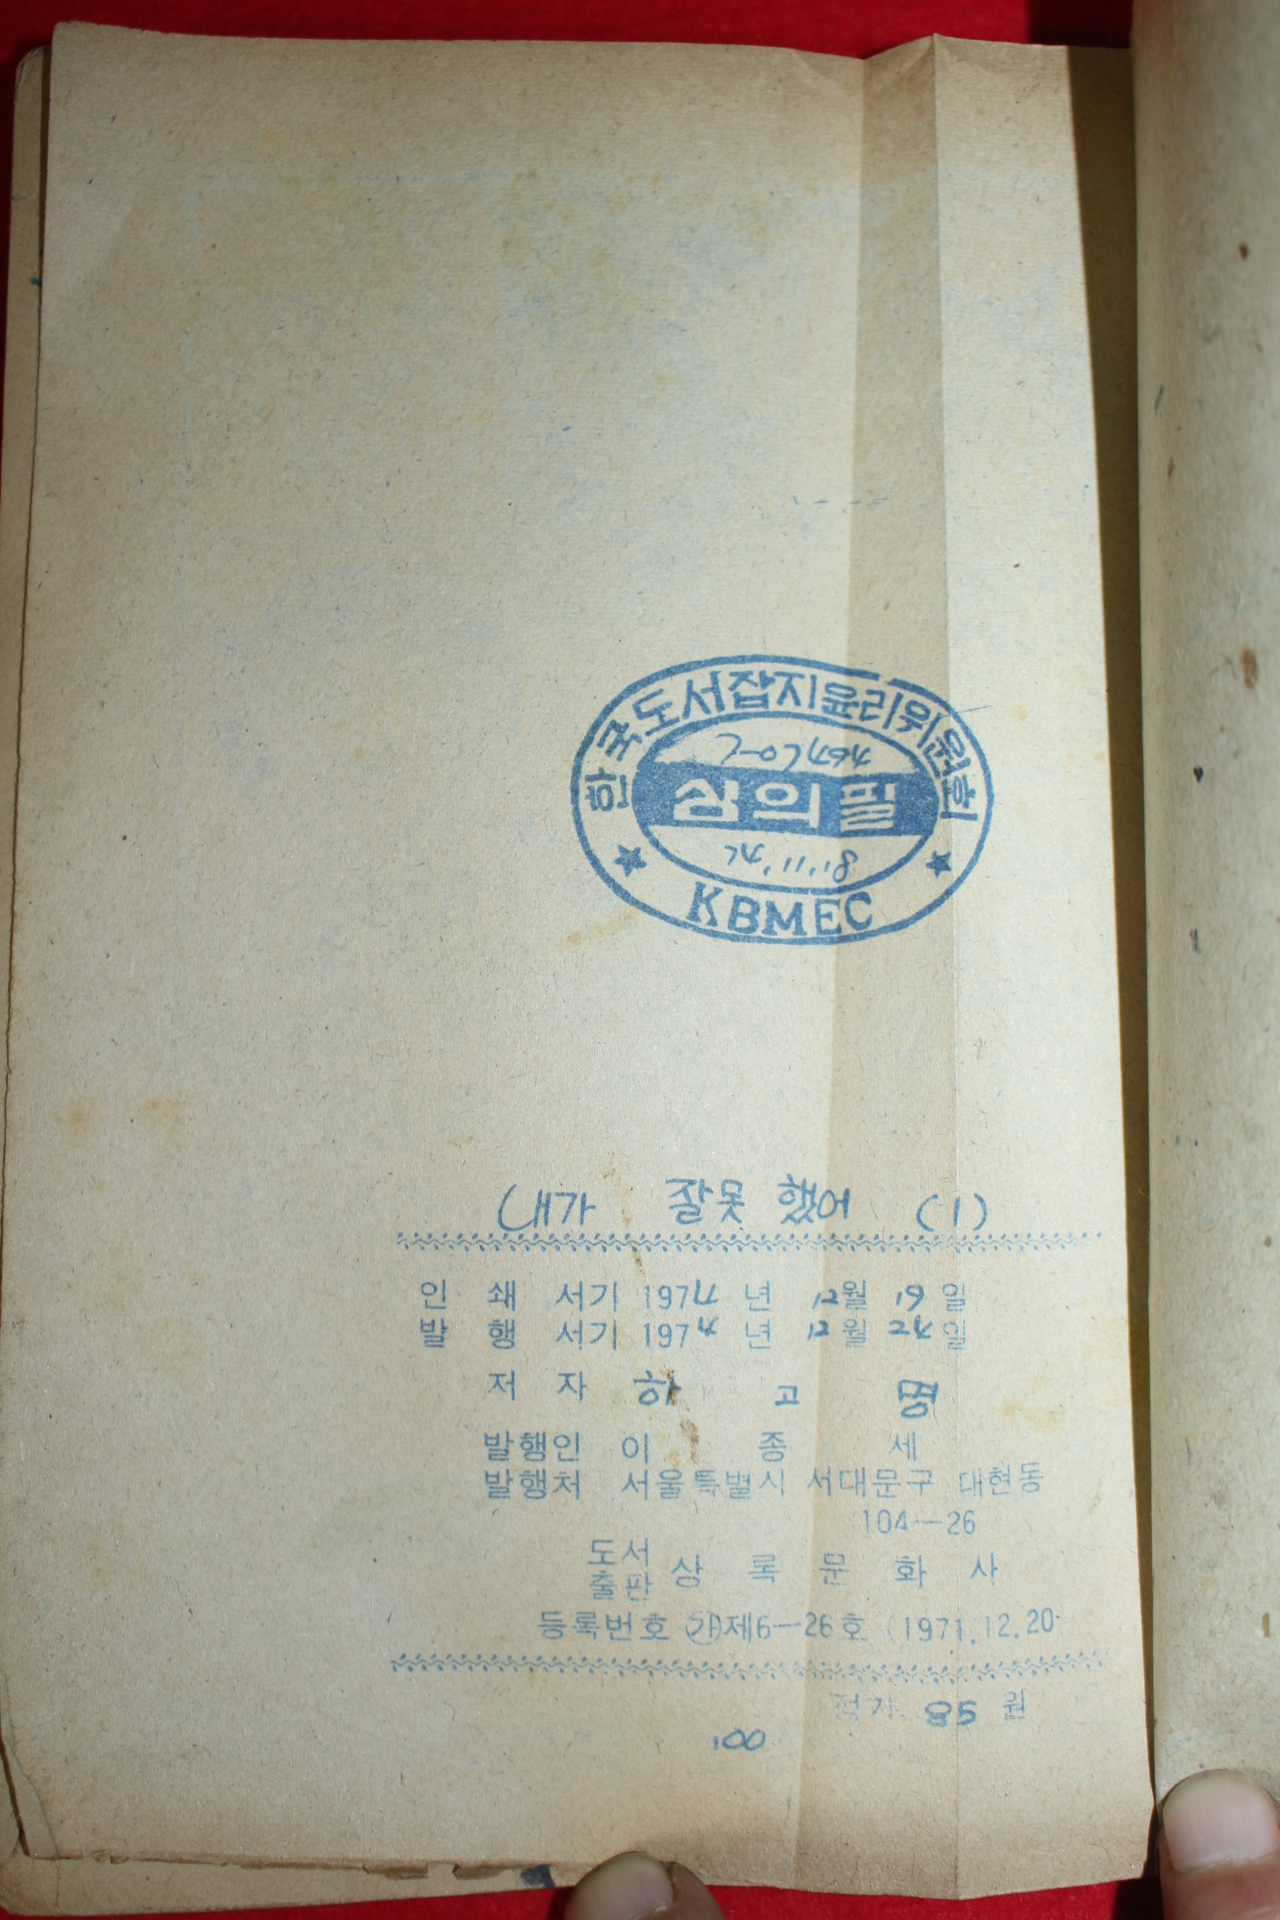 한국도서잡지윤리위원회
심의필
74.11.18
KBMEC
내가 잘못 했어 (1)
인 쇄 서기 1974 년 12월 19 일
발 행 서기 1974 년 12월 24일
저 자 하 고 명
발행인 이 종 세
발행처 서울특별시 서대문구 대현동
104—26
도서
출판 상 록 문 화 사
등록번호 ㉮제6—26호 (1971.12.20
정가 85 원
100